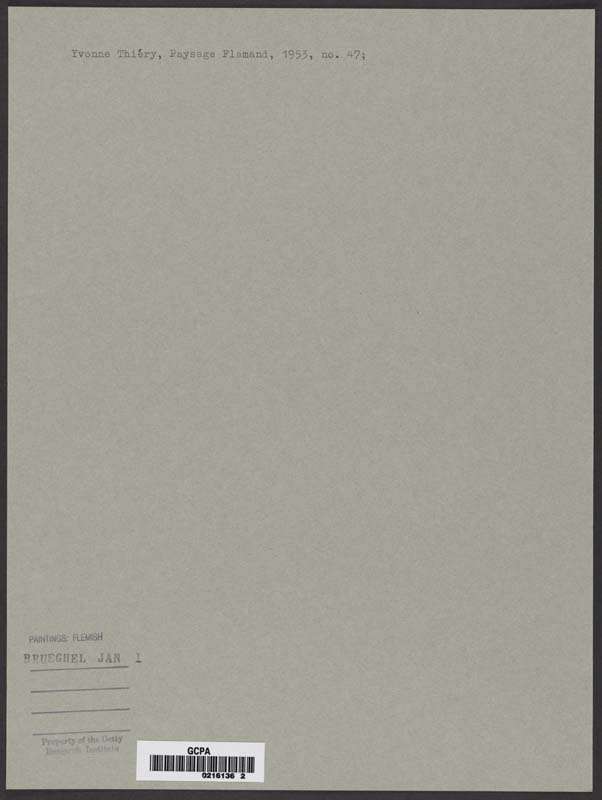 Yvonne Thiéry, Paysage Flamand, 1953, no. 47;
PAINTINGS: FLEMISH
BRUEGHEL JAN I
Property of the Getty
Research Institute
GCPA
0216136 2